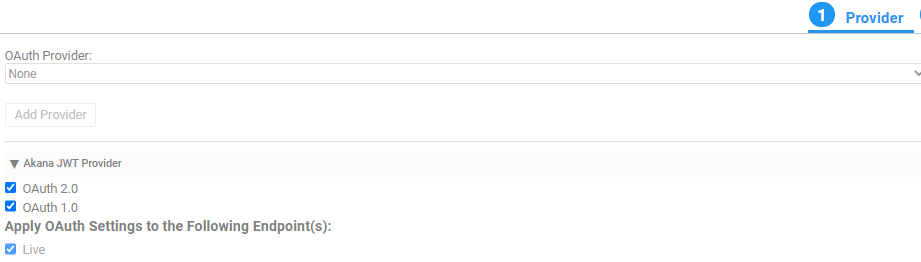 1 Provider
OAuth Provider:
None
Add Provider
Akana JWT Provider
OAuth 2.0
OAuth 1.0
Apply OAuth Settings to the Following Endpoint(s):
Live